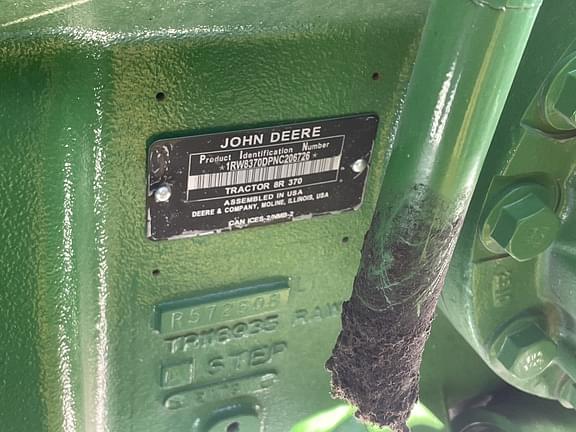 JOHN DEERE
Product Identification Number
*1RW8370DPNC206726*
TRACTOR 8R 370
ASSEMBLED IN USA
DEERE & COMPANY, MOLINE, ILLINOIS, USA
CAN ICES-2/NMB-2
STEP